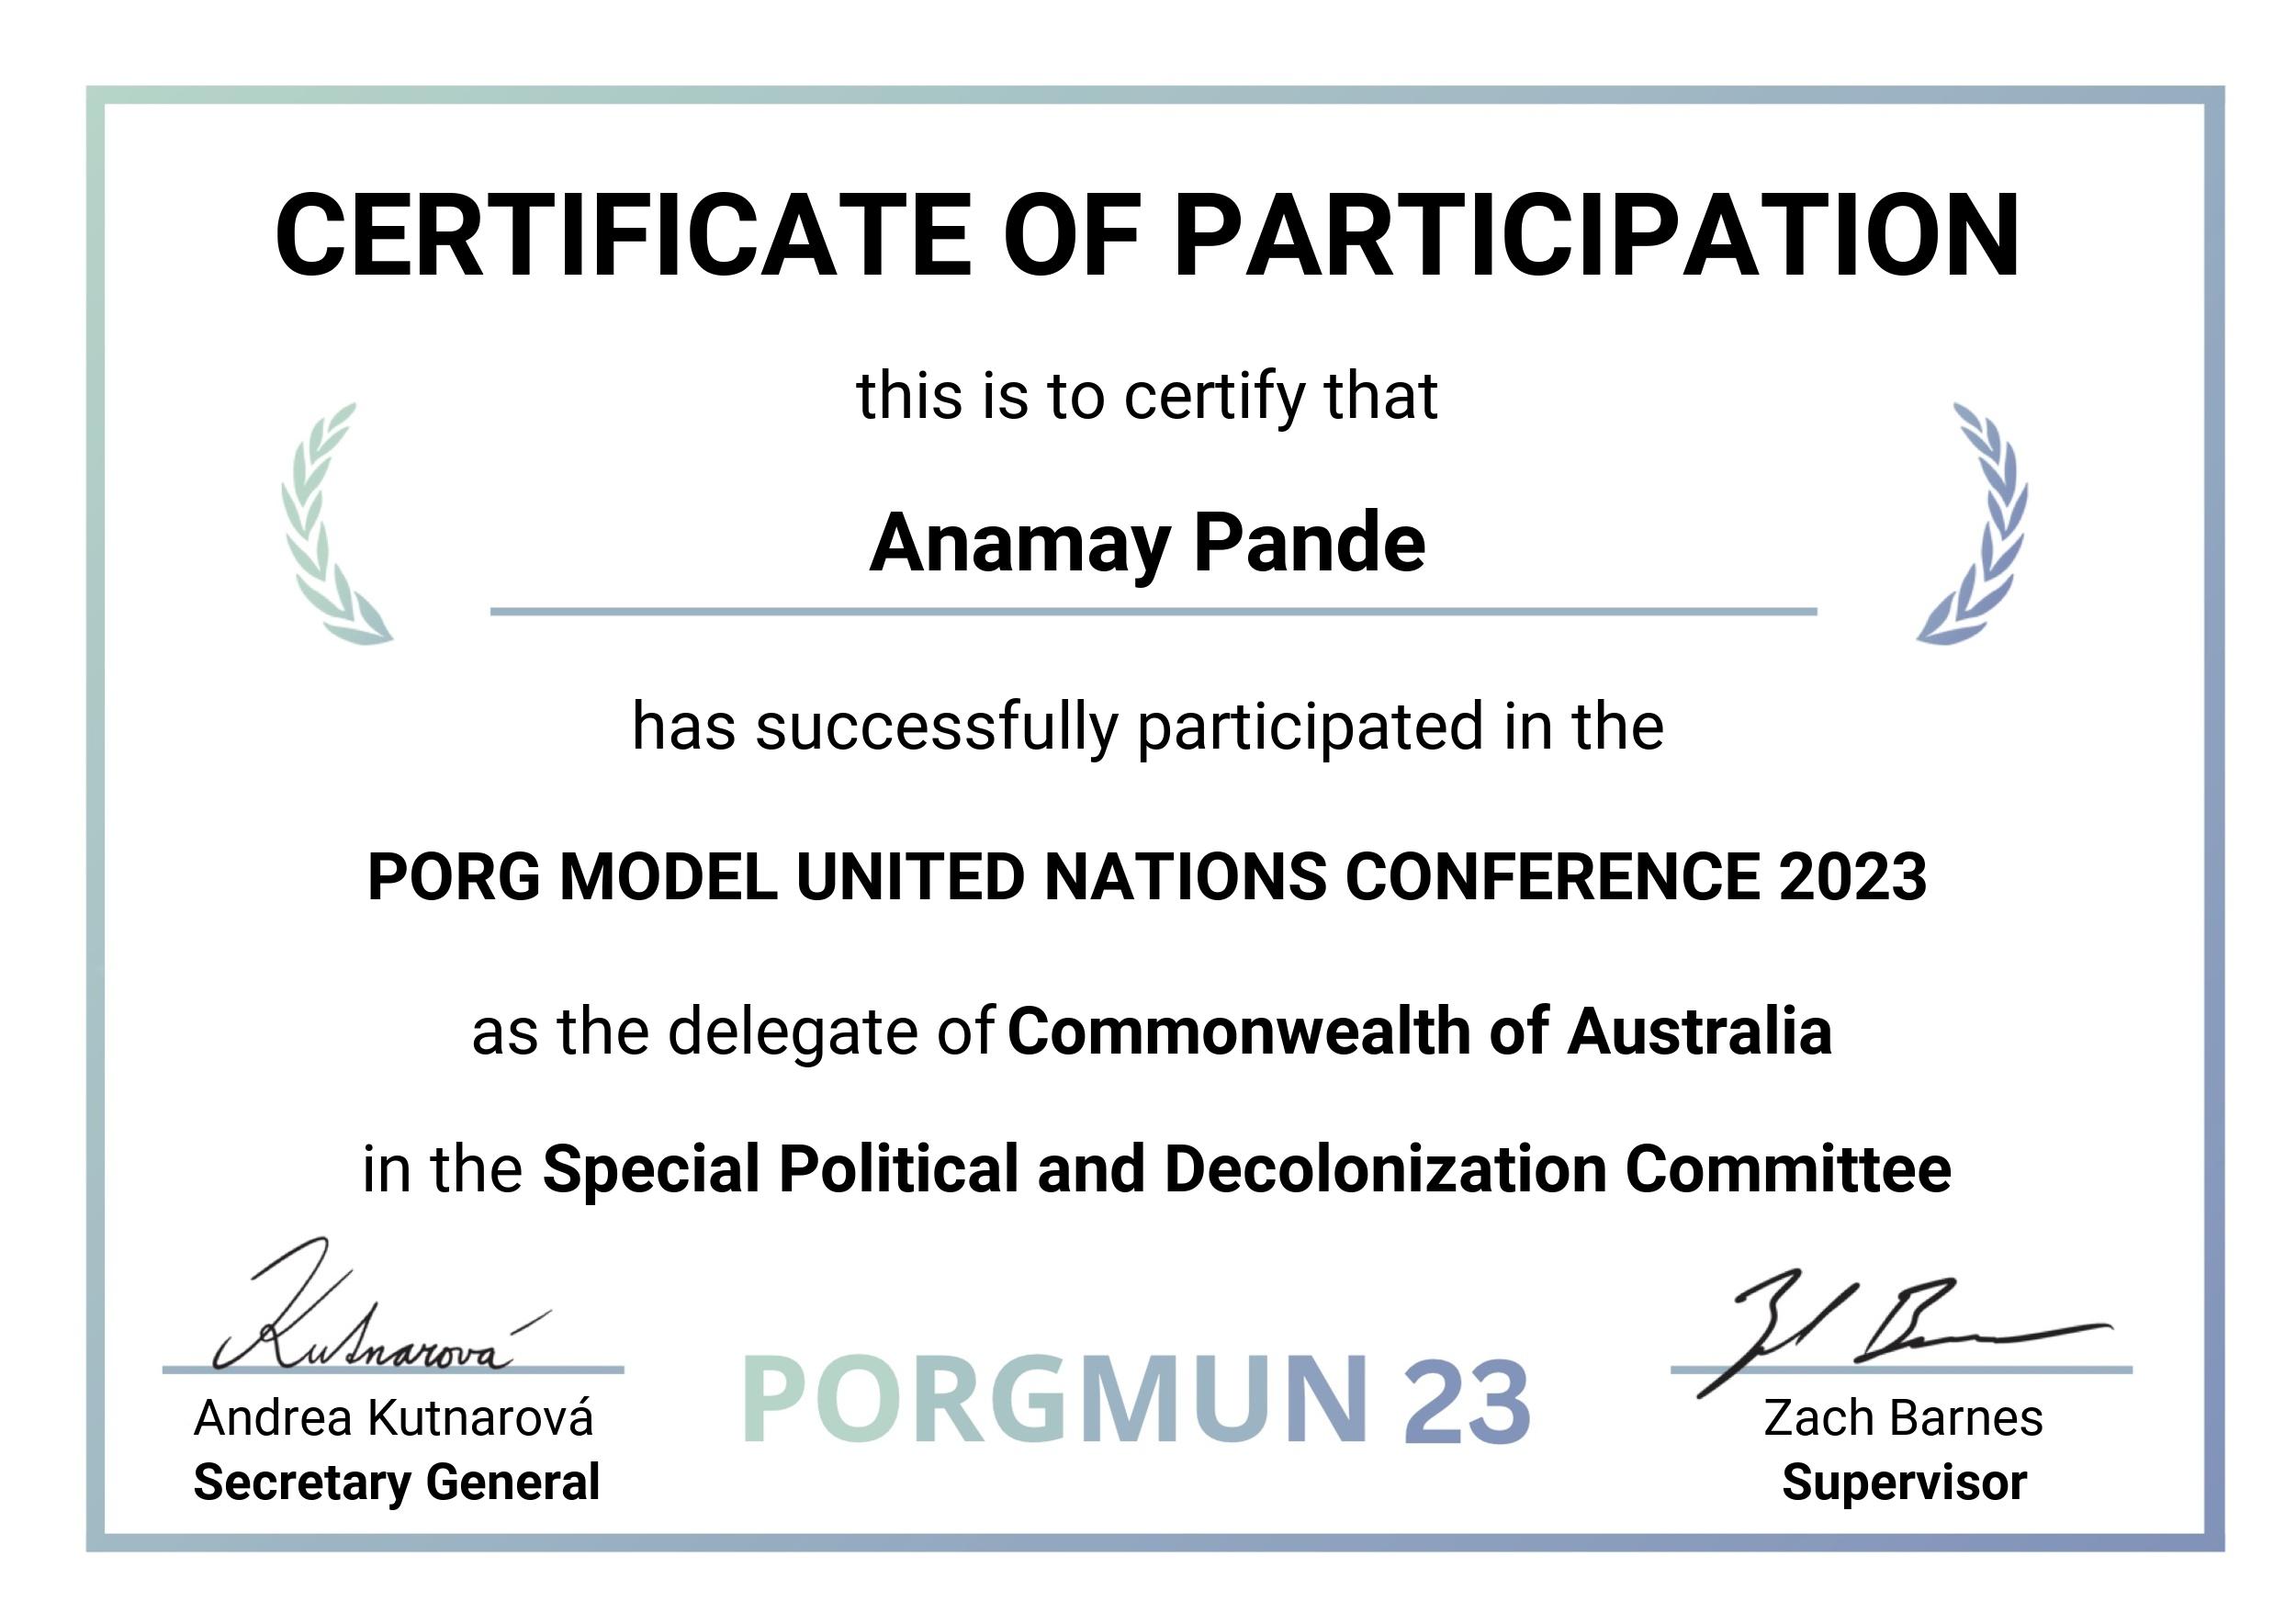 CERTIFICATE OF PARTICIPATION
this is to certify that
Anamay Pande
has successfully participated in the
PORG MODEL UNITED NATIONS CONFERENCE 2023
as the delegate of Commonwealth of Australia
in the Special Political and Decolonization Committee
Kutnarová
Andrea Kutnarová
Secretary General
PORGMUN 23
Zach Barnes
Supervisor